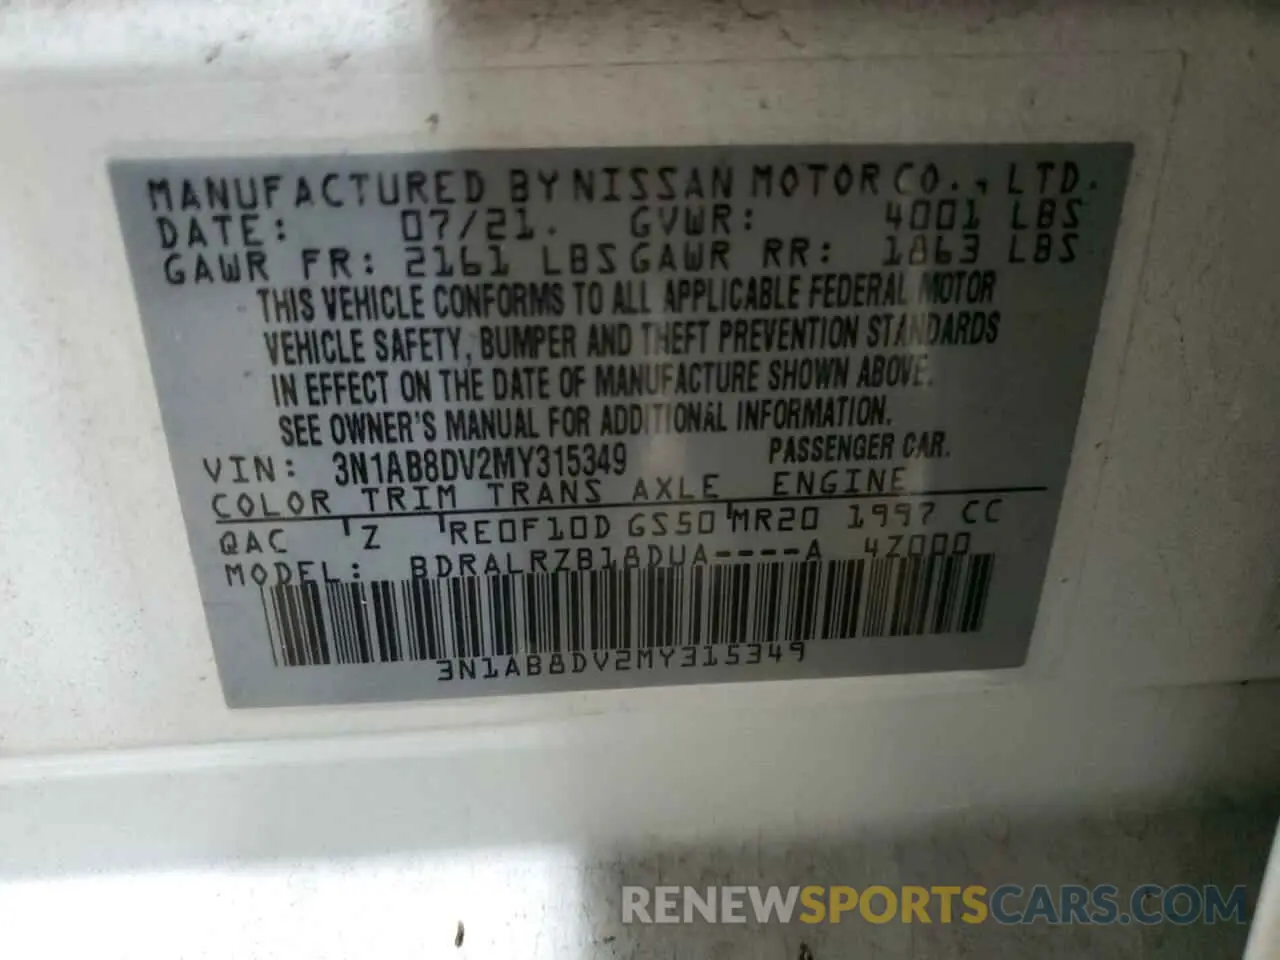 MANUFACTURED BY NISSAN MOTOR CO., LTD.
DATE: 07/21. GVWR: 4001 LBS
GAWR FR: 2161 LBS GAWR RR: 1863 LBS
THIS VEHICLE CONFORMS TO ALL APPLICABLE FEDERAL MOTOR
VEHICLE SAFETY, BUMPER AND THEFT PREVENTION STANDARDS
IN EFFECT ON THE DATE OF MANUFACTURE SHOWN ABOVE.
SEE OWNER'S MANUAL FOR ADDITIONAL INFORMATION.
VIN: 3N1AB8DV2MY315349 PASSENGER CAR.
COLOR TRIM TRANS AXLE ENGINE
QAC Z RE0F10D GS50 MR20 1997 CC
MODEL: BDRALRZB18DUA----A 4Z000
3N1AB8DV2MY315349
RENEWSPORTSCARS.COM